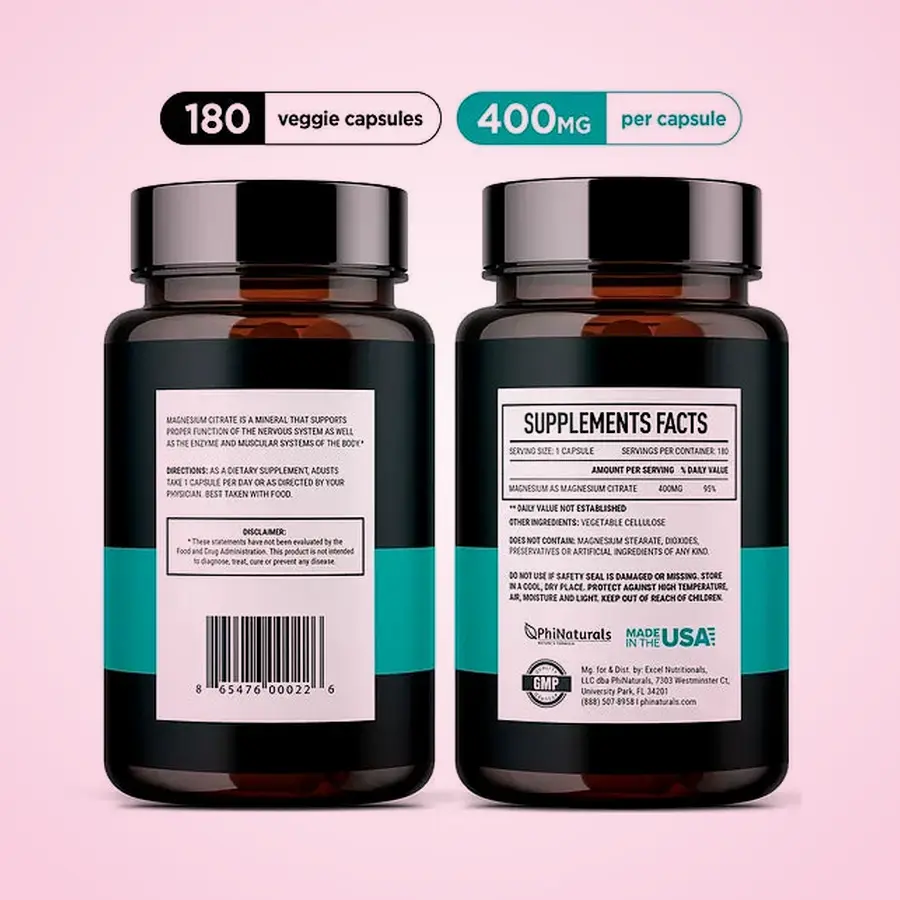 180 veggie capsules
400MG per capsule
MAGNESIUM CITRATE IS A MINERAL THAT SUPPORTS
PROPER FUNCTION OF THE NERVOUS SYSTEM AS WELL
AS THE ENZYME AND MUSCULAR SYSTEMS OF THE BODY.*
DIRECTIONS: AS A DIETARY SUPPLEMENT, ADUSTS
TAKE 1 CAPSULE PER DAY OR AS DIRECTED BY YOUR
PHYSICIAN. BEST TAKEN WITH FOOD.
DISCLAIMER:
* These statements have not been evaluated by the
Food and Drug Administration. This product is not intended
to diagnose, treat, cure or prevent any disease.
8 65476 00022 6
SUPPLEMENTS FACTS
SERVING SIZE: 1 CAPSULE SERVINGS PER CONTAINER: 180
AMOUNT PER SERVING % DAILY VALUE
MAGNESIUM AS MAGNESIUM CITRATE 400MG 95%
** DAILY VALUE NOT ESTABLISHED
OTHER INGREDIENTS: VEGETABLE CELLULOSE
DOES NOT CONTAIN: MAGNESIUM STEARATE, DIOXIDES,
PRESERVATIVES OR ARTIFICIAL INGREDIENTS OF ANY KIND.
DO NOT USE IF SAFETY SEAL IS DAMAGED OR MISSING. STORE
IN A COOL, DRY PLACE. PROTECT AGAINST HIGH TEMPERATURE,
AIR, MOISTURE AND LIGHT. KEEP OUT OF REACH OF CHILDREN.
PhiNaturals
NATURE'S FORMULA
MADE
IN THE USA
GMP
Mg. for & Dist. by: Excel Nutritionals,
LLC dba PhiNaturals, 7303 Westminster Ct,
University Park, FL 34201
(888) 507-8958 | phinaturals.com